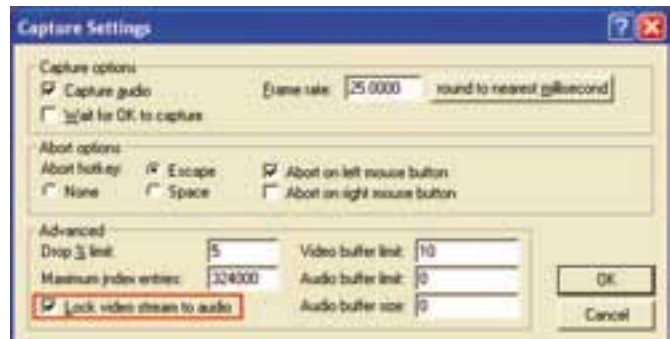 Capture Settings
Capture options
Capture audio
Frame rate: 25.0000 round to nearest millisecond
Wait for OK to capture
Abort options
Abort hotkey: Escape Abort on left mouse button
None Space Abort on right mouse button
Advanced
Drop % limit: 5 Video buffer limit: 10
Maximum index entries: 324000 Audio buffer limit: 0
Lock video stream to audio Audio buffer size: 0
OK
Cancel